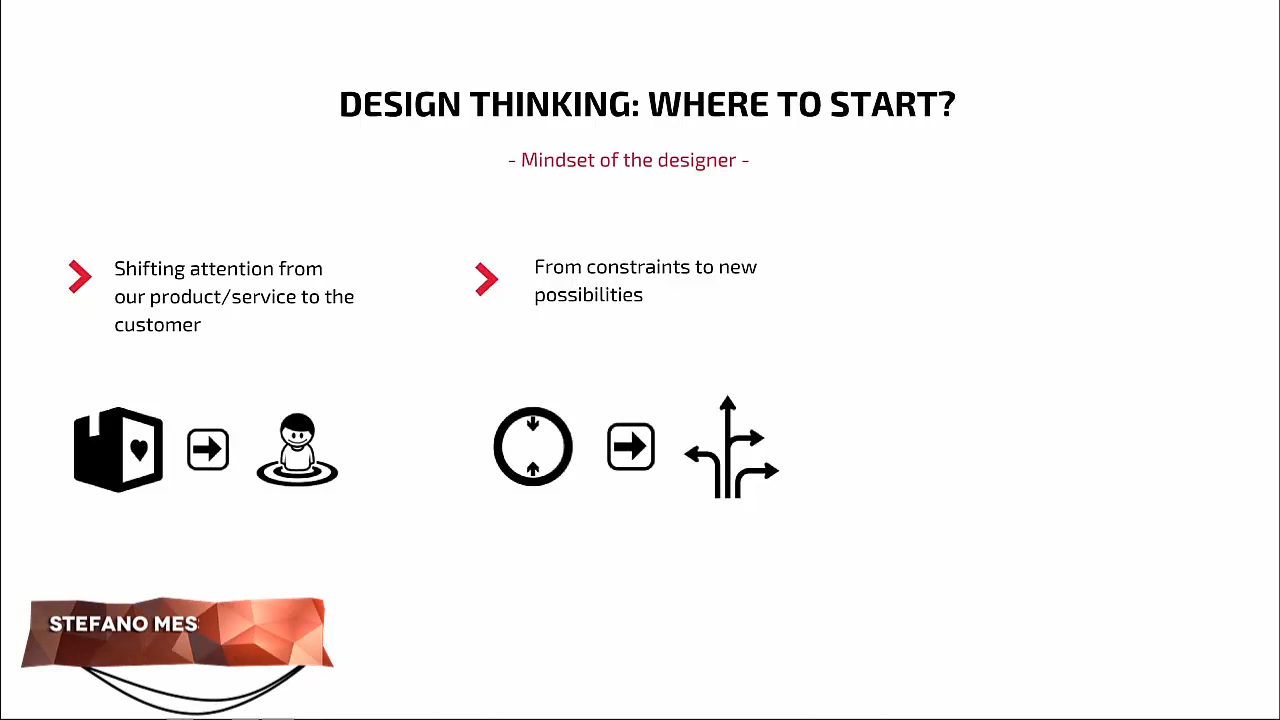 DESIGN THINKING: WHERE TO START?
- Mindset of the designer -
Shifting attention from
our product/service to the
customer
From constraints to new
possibilities
STEFANO MES